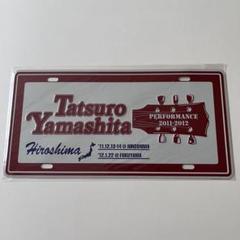 Tatsuro
Yamashita
PERFORMANCE
2011-2012
Hiroshima
'11.12.13-14 @ HIROSHIMA
'12.1.22 @ FUKUYAMA